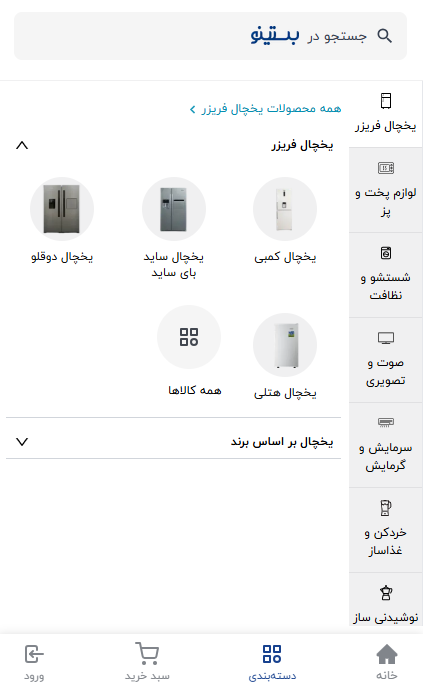 جستجو در بستینو
یخچال فریزر
لوازم پخت و
پز
شستشو و
نظافت
صوت و
تصویری
سرمایش و
گرمایش
خردکن و
غذاساز
نوشیدنی ساز
همه محصولات یخچال فریزر
یخچال فریزر
یخچال کمبی
یخچال ساید
بای ساید
یخچال دوقلو
یخچال هتلی
همه کالاها
یخچال بر اساس برند
خانه
دسته‌بندی
سبد خرید
ورود